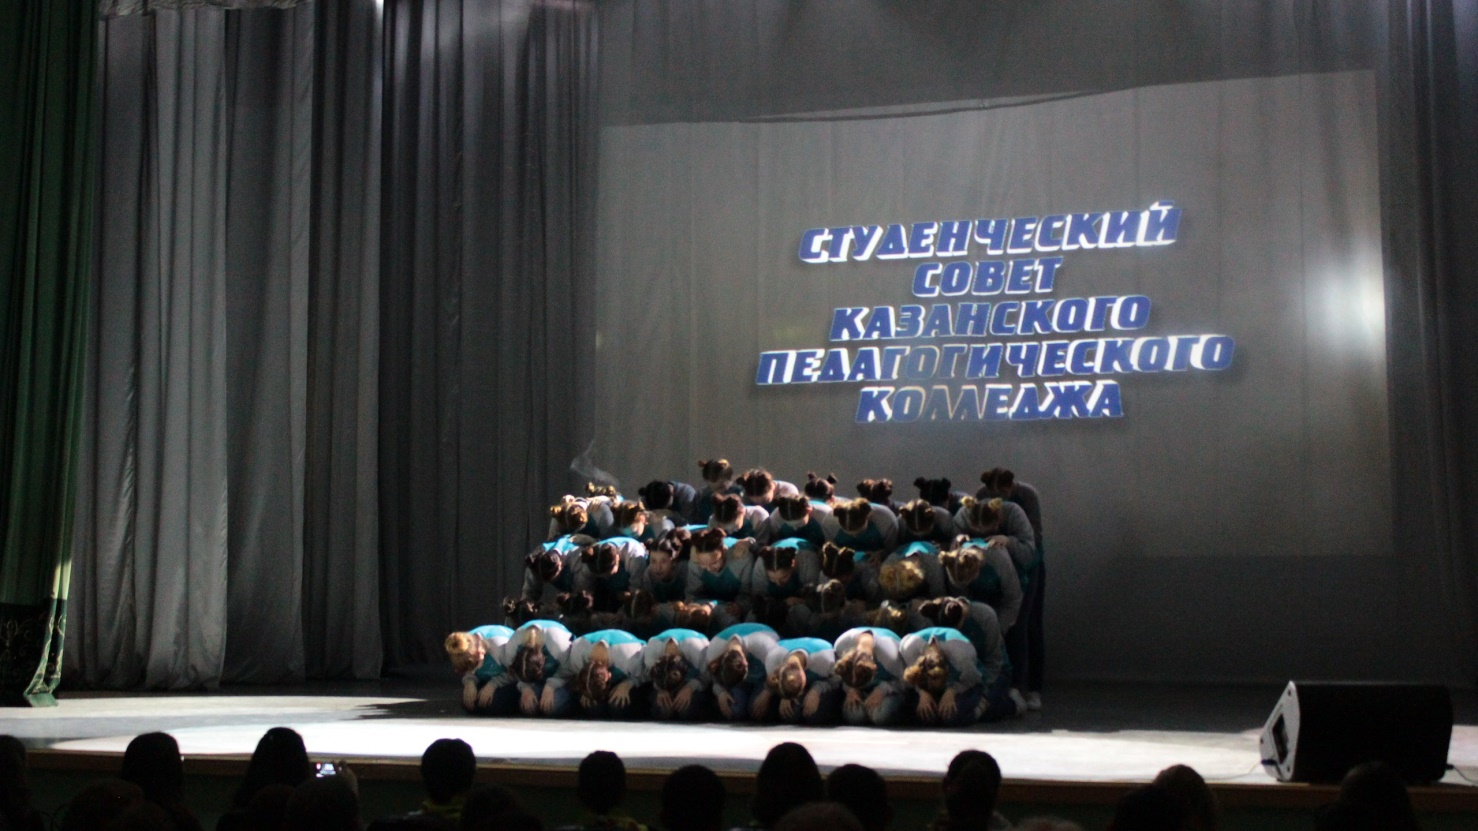 СТУДЕНЧЕСКИЙ
СОВЕТ
КАЗАНСКОГО
ПЕДАГОГИЧЕСКОГО
КОЛЛЕДЖА